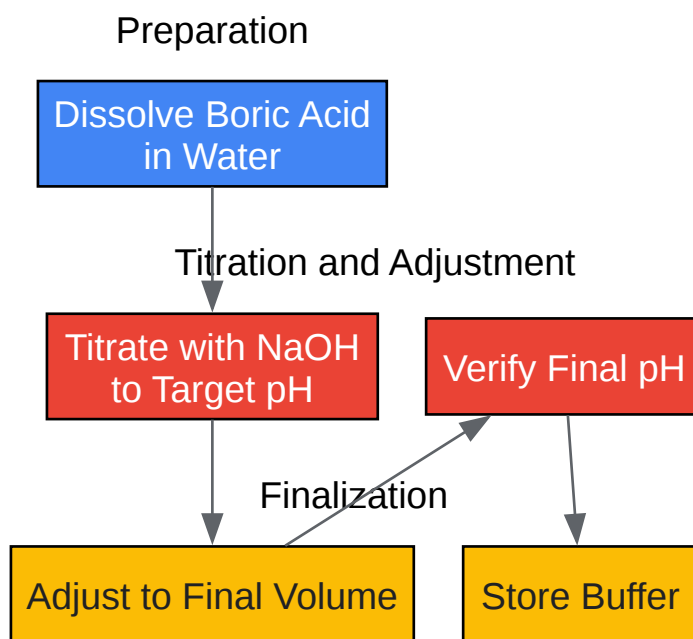 Preparation
Dissolve Boric Acid
in Water
Titration and Adjustment
Titrate with NaOH
to Target pH
Verify Final pH
Finalization
Adjust to Final Volume
Store Buffer